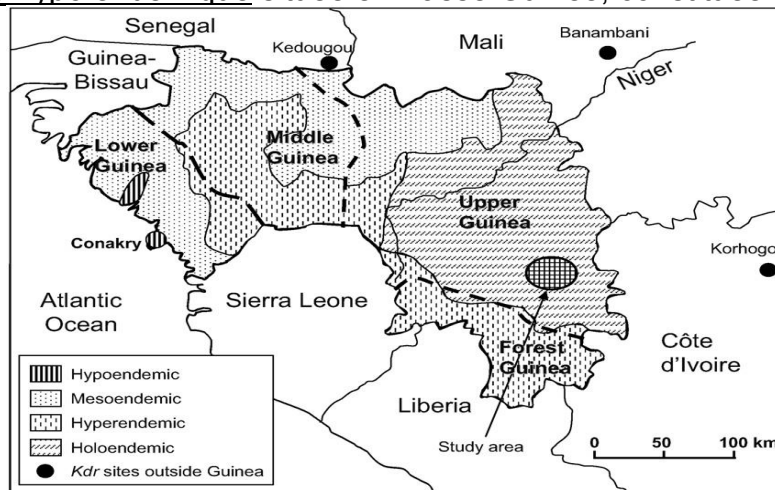 Senegal
Mali
Banambani
Kedougou
Guinea-
Bissau
Niger
Lower
Guinea
Middle
Guinea
Upper
Guinea
Conakry
Korhogo
Sierra Leone
Atlantic
Ocean
Forest
Guinea
Côte
d'Ivoire
Liberia
Hypoendemic
Mesoendemic
Hyperendemic
Holoendemic
Kdr sites outside Guinea
Study area
0 50 100 km